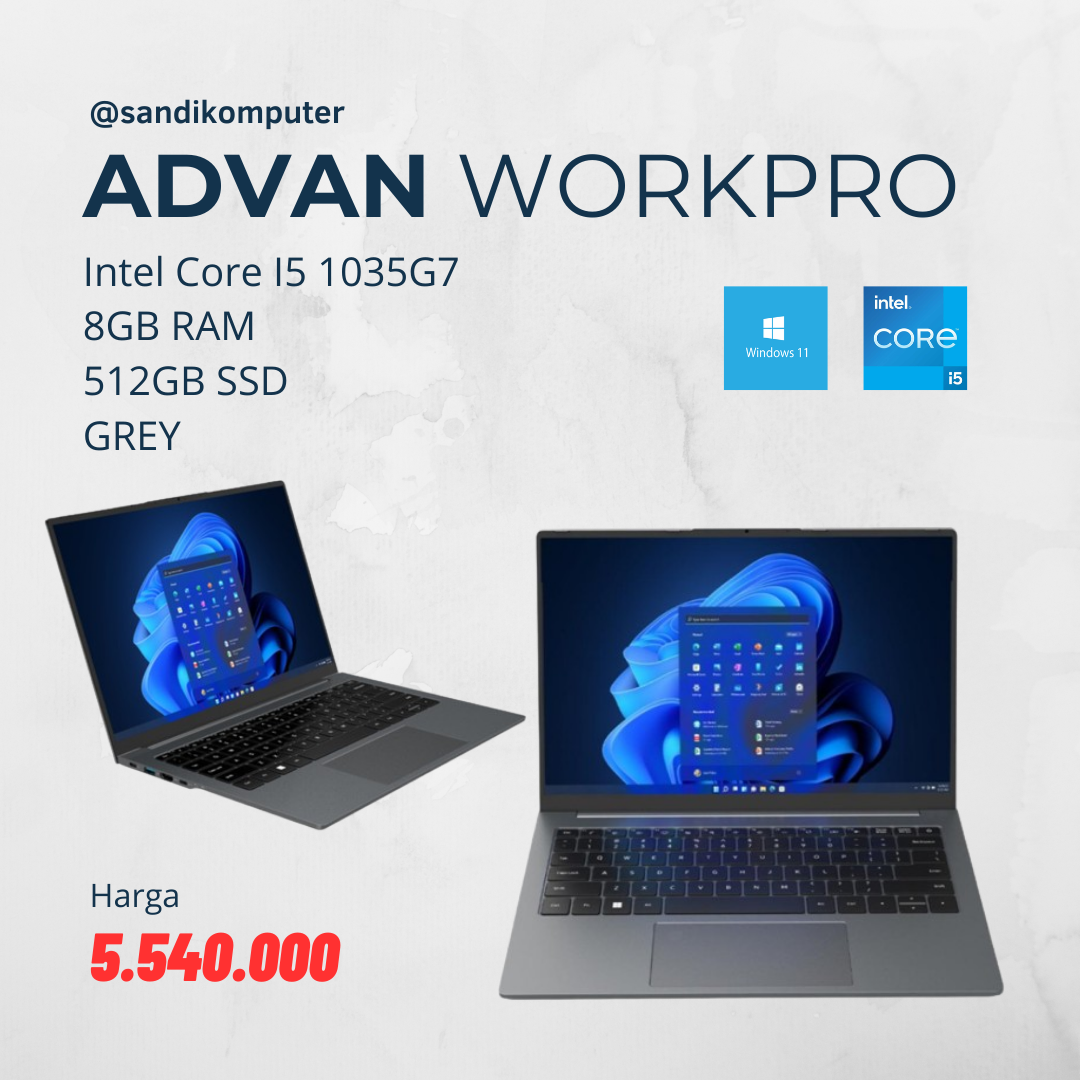 @sandikomputer
ADVAN WORKPRO
Intel Core I5 1035G7
8GB RAM
512GB SSD
GREY
Windows 11
intel.
CORE
i5
Harga
5.540.000